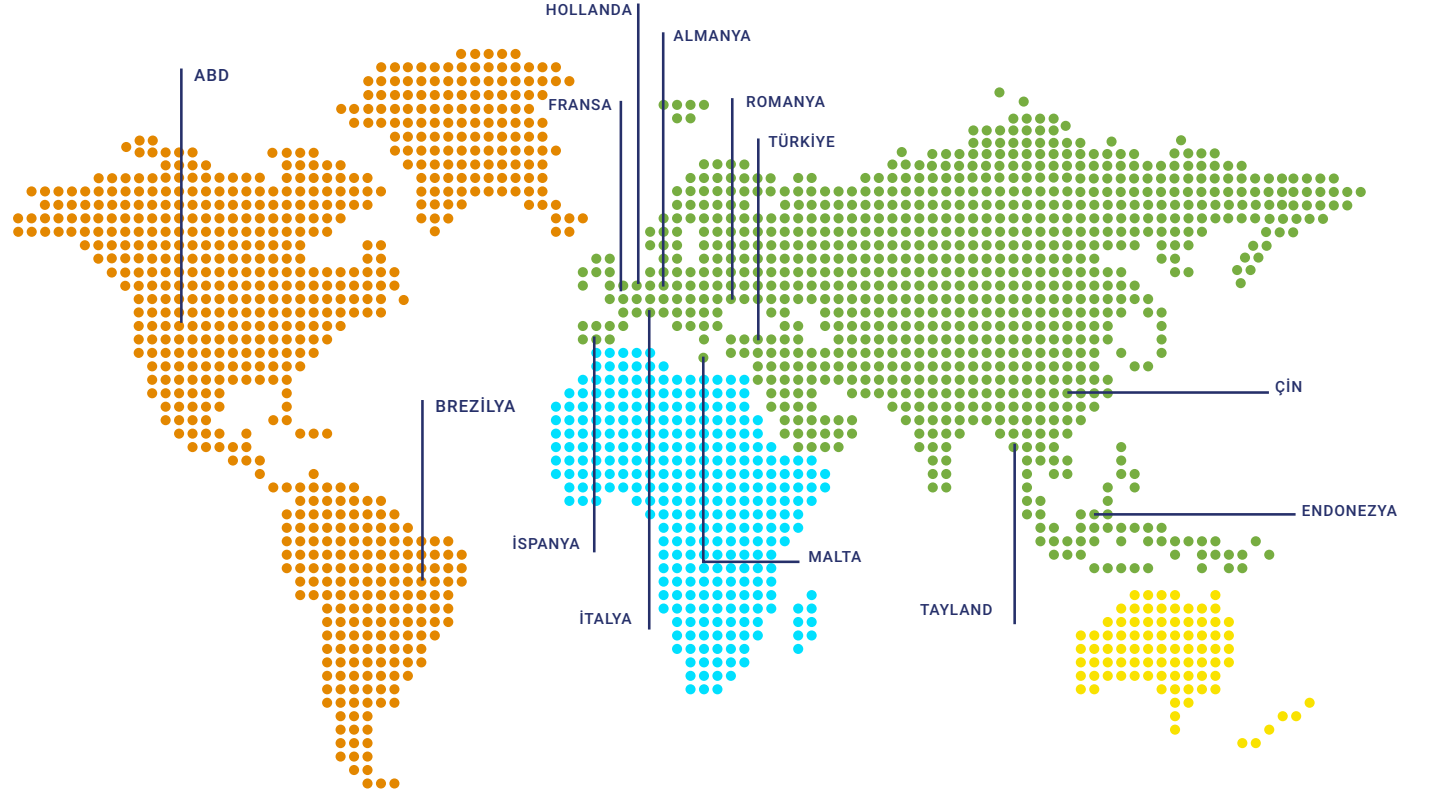 HOLLANDA
ALMANYA
ABD
FRANSA
ROMANYA
TÜRKİYE
ÇİN
BREZİLYA
ENDONEZYA
İSPANYA
MALTA
TAYLAND
İTALYA